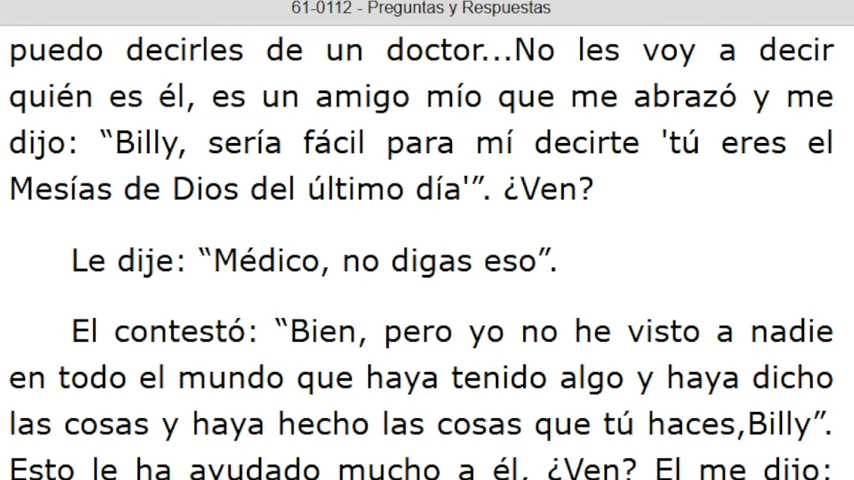 61-0112 - Preguntas y Respuestas
puedo decirles de un doctor...No les voy a decir
quién es él, es un amigo mío que me abrazó y me
dijo: “Billy, sería fácil para mí decirte 'tú eres el
Mesías de Dios del último día'”. ¿Ven?
Le dije: “Médico, no digas eso”.
El contestó: “Bien, pero yo no he visto a nadie
en todo el mundo que haya tenido algo y haya dicho
las cosas y haya hecho las cosas que tú haces,Billy”.
Esto le ha ayudado mucho a él, ¿Ven? El me dijo: